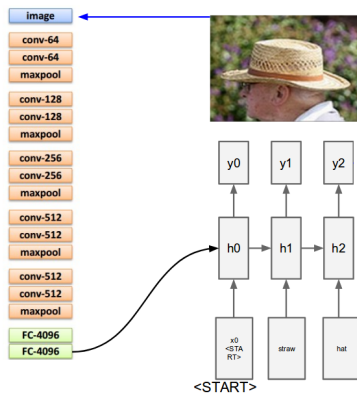 image
conv-64
conv-64
maxpool
conv-128
conv-128
maxpool
conv-256
conv-256
maxpool
conv-512
conv-512
maxpool
conv-512
conv-512
maxpool
FC-4096
FC-4096
y0
y1
y2
h0
h1
h2
x0
<STA
RT>
straw
hat
<START>